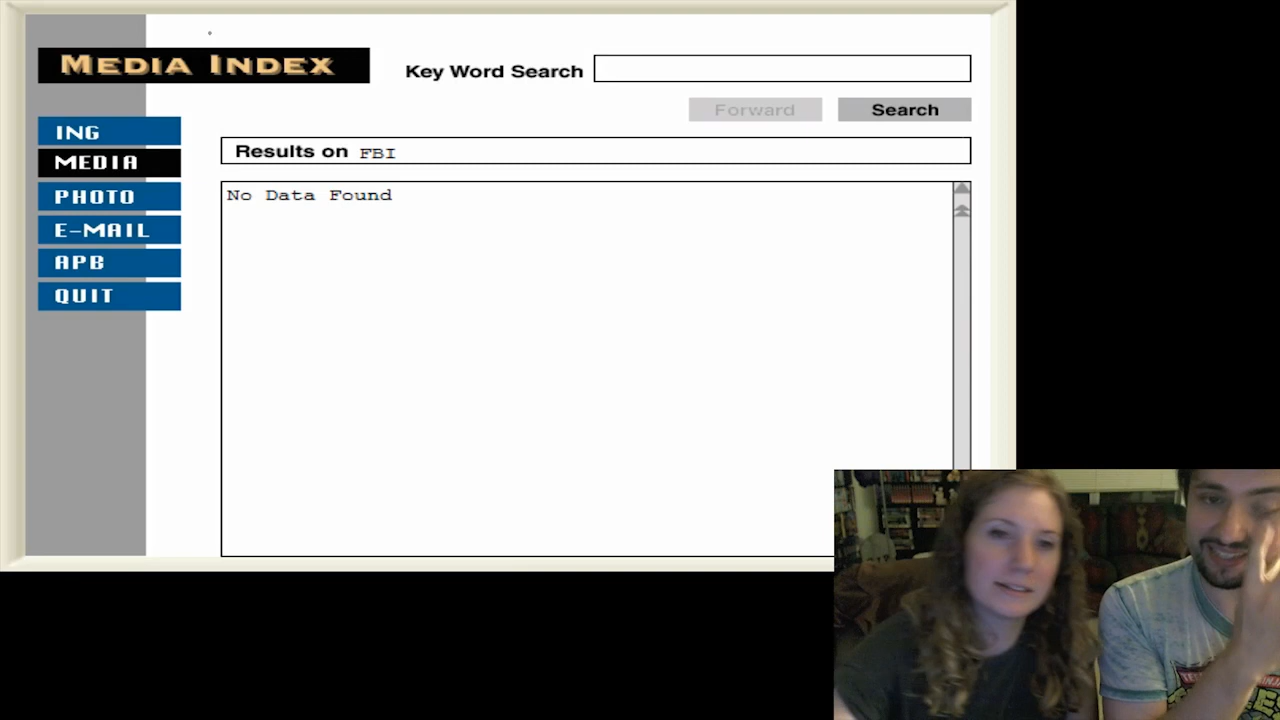 MEDIA INDEX
Key Word Search
Forward
Search
ING
MEDIA
PHOTO
E-MAIL
APB
QUIT
Results on FBI
No Data Found